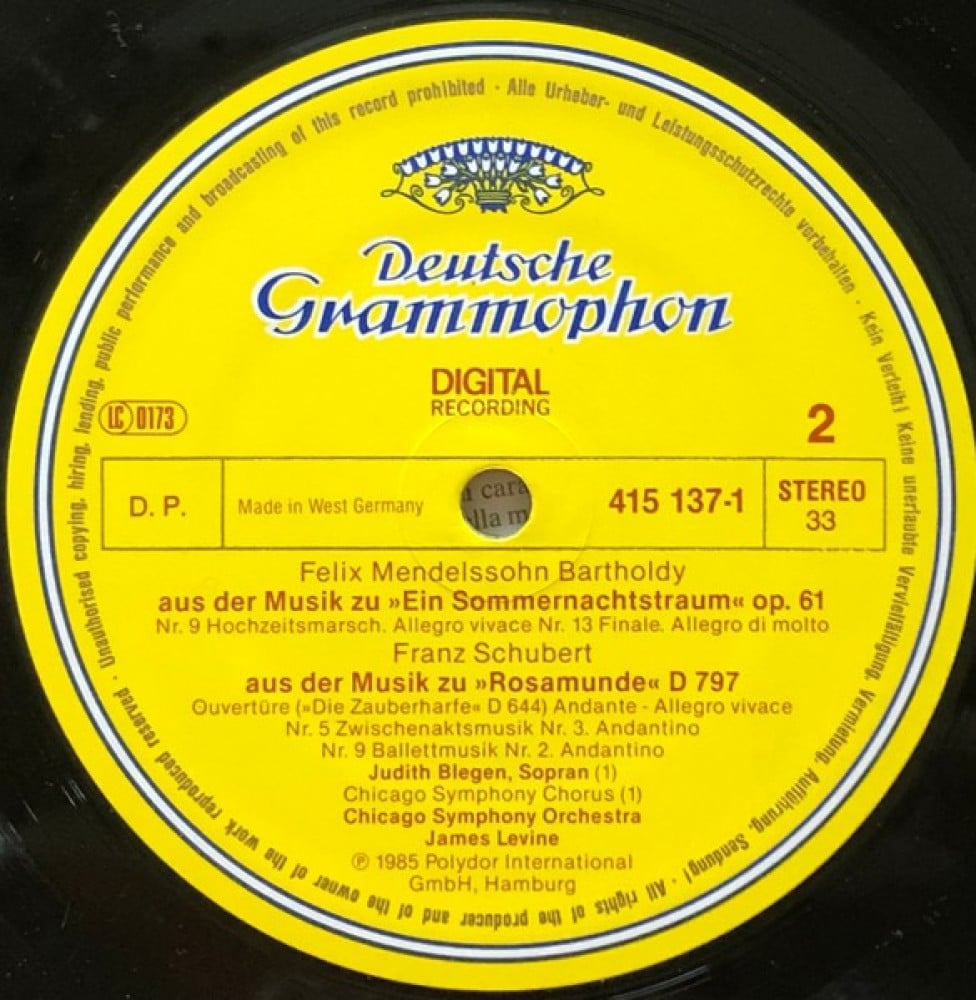 Unauthorised copying, hiring, lending, public performance and broadcasting of this record prohibited · Alle Urheber- und Leistungsschutzrechte vorbehalten · Kein Verleih! Keine unerlaubte Vervielfältigung, Vermietung, Aufführung, Sendung! · All rights of the producer and of the owner of the work reproduced reserved ·
Deutsche
Grammophon
DIGITAL
RECORDING
LC 0173
2
D. P.
Made in West Germany
cara
lla m
415 137-1
STEREO
33
Felix Mendelssohn Bartholdy
aus der Musik zu »Ein Sommernachtstraum« op. 61
Nr. 9 Hochzeitsmarsch. Allegro vivace Nr. 13 Finale. Allegro di molto
Franz Schubert
aus der Musik zu »Rosamunde« D 797
Ouvertüre (»Die Zauberharfe« D 644) Andante - Allegro vivace
Nr. 5 Zwischenaktsmusik Nr. 3. Andantino
Nr. 9 Ballettmusik Nr. 2. Andantino
Judith Blegen, Sopran (1)
Chicago Symphony Chorus (1)
Chicago Symphony Orchestra
James Levine
℗ 1985 Polydor International
GmbH, Hamburg